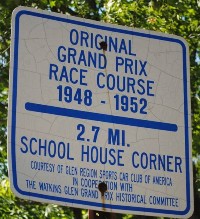 ORIGINAL
GRAND PRIX
RACE COURSE
1948 - 1952
2.7 MI.
SCHOOL HOUSE CORNER
COURTESY OF GLEN REGION SPORTS CAR CLUB OF AMERICA
IN COOPERATION WITH
THE WATKINS GLEN GRAND PRIX HISTORICAL COMMITTEE